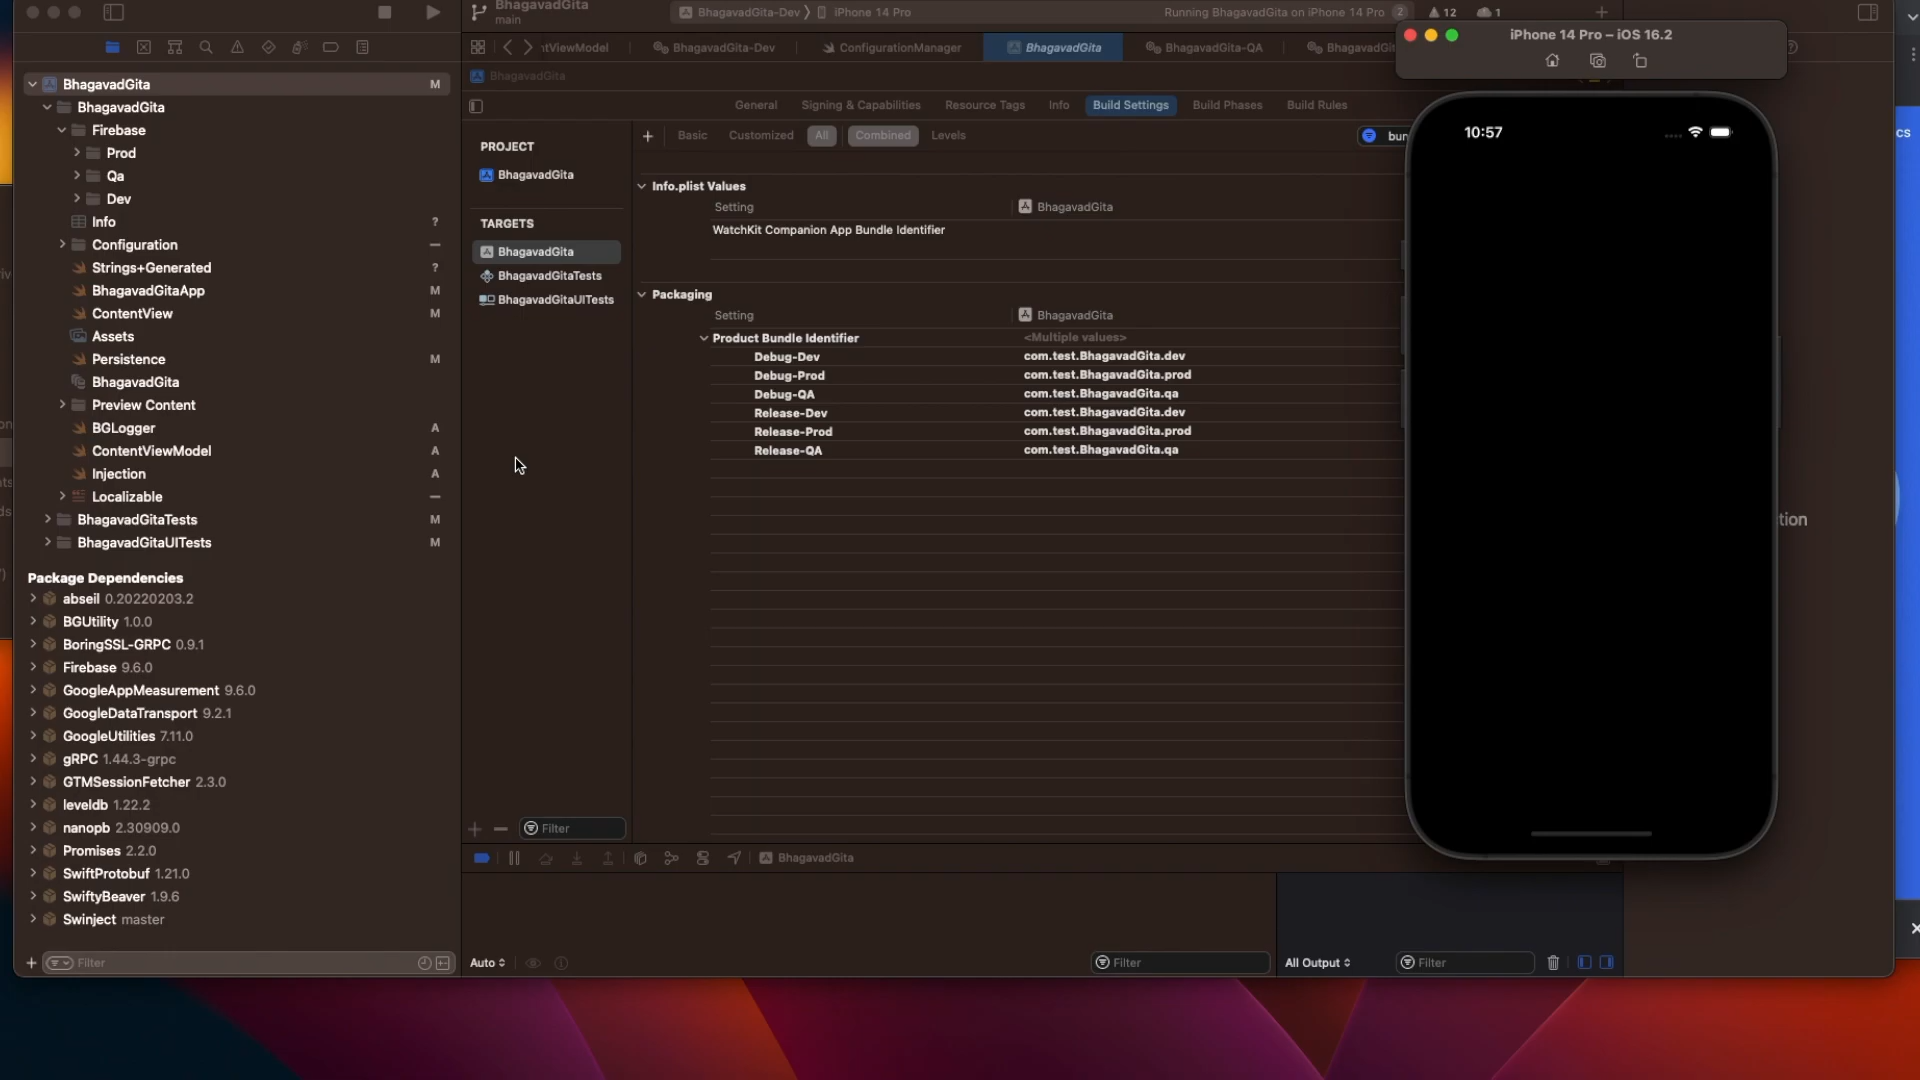 BhagavadGita
main
BhagavadGita-Dev
iPhone 14 Pro
Running BhagavadGita on iPhone 14 Pro
2
12
1
iPhone 14 Pro – iOS 16.2
ntViewModel
BhagavadGita-Dev
ConfigurationManager
BhagavadGita
BhagavadGita-QA
BhagavadGit
BhagavadGita
General
Signing & Capabilities
Resource Tags
Info
Build Settings
Build Phases
Build Rules
Basic
Customized
All
Combined
Levels
bun
10:57
BhagavadGita M
BhagavadGita
Firebase
Prod
Qa
Dev
Info ?
Configuration
Strings+Generated ?
BhagavadGitaApp M
ContentView M
Assets
Persistence M
BhagavadGita
Preview Content
BGLogger A
ContentViewModel A
Injection A
Localizable
BhagavadGitaTests M
BhagavadGitaUITests M
Package Dependencies
abseil 0.20220203.2
BGUtility 1.0.0
BoringSSL-GRPC 0.9.1
Firebase 9.6.0
GoogleAppMeasurement 9.6.0
GoogleDataTransport 9.2.1
GoogleUtilities 7.11.0
gRPC 1.44.3-grpc
GTMSessionFetcher 2.3.0
leveldb 1.22.2
nanopb 2.30909.0
Promises 2.2.0
SwiftProtobuf 1.21.0
SwiftyBeaver 1.9.6
Swinject master
Filter
PROJECT
BhagavadGita
TARGETS
BhagavadGita
BhagavadGitaTests
BhagavadGitaUITests
Filter
Info.plist Values
Setting BhagavadGita
WatchKit Companion App Bundle Identifier
Packaging
Setting BhagavadGita
Product Bundle Identifier <Multiple values>
Debug-Dev com.test.BhagavadGita.dev
Debug-Prod com.test.BhagavadGita.prod
Debug-QA com.test.BhagavadGita.qa
Release-Dev com.test.BhagavadGita.dev
Release-Prod com.test.BhagavadGita.prod
Release-QA com.test.BhagavadGita.qa
BhagavadGita
Auto
Filter
All Output
Filter
cs
tion